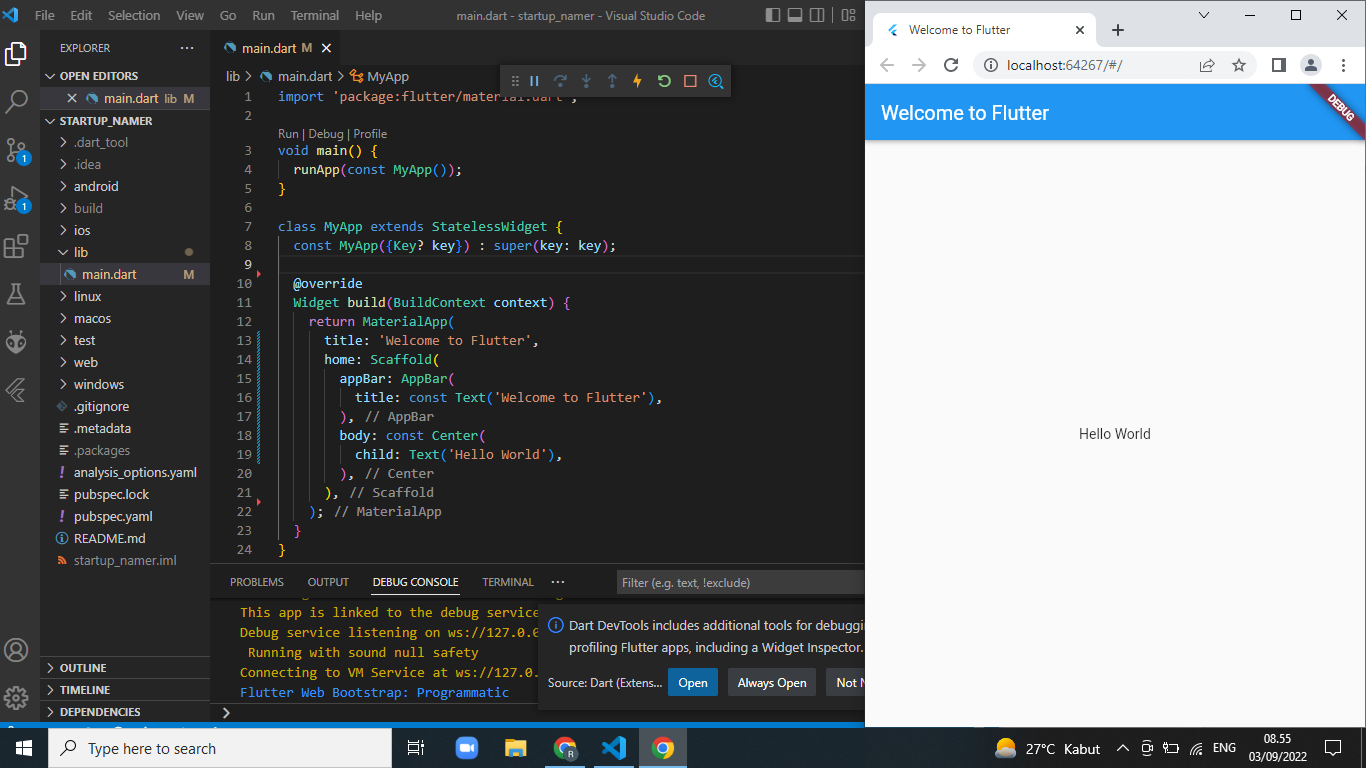 File Edit Selection View Go Run Terminal Help
main.dart - startup_namer - Visual Studio Code
EXPLORER
OPEN EDITORS
main.dart lib M
STARTUP_NAMER
.dart_tool
.idea
android
build
ios
lib
main.dart M
linux
macos
test
web
windows
.gitignore
.metadata
.packages
analysis_options.yaml
pubspec.lock
pubspec.yaml
README.md
startup_namer.iml
OUTLINE
TIMELINE
DEPENDENCIES
1
1
main.dart M
lib > main.dart > MyApp
1 import 'package:flutter/material.dart';
2
Run | Debug | Profile
3 void main() {
4 runApp(const MyApp());
5 }
6
7 class MyApp extends StatelessWidget {
8 const MyApp({Key? key}) : super(key: key);
9
10 @override
11 Widget build(BuildContext context) {
12 return MaterialApp(
13 title: 'Welcome to Flutter',
14 home: Scaffold(
15 appBar: AppBar(
16 title: const Text('Welcome to Flutter'),
17 ), // AppBar
18 body: const Center(
19 child: Text('Hello World'),
20 ), // Center
21 ), // Scaffold
22 ); // MaterialApp
23 }
24 }
PROBLEMS OUTPUT DEBUG CONSOLE TERMINAL ···
Filter (e.g. text, !exclude)
This app is linked to the debug service
Debug service listening on ws://127.0.0
Running with sound null safety
Connecting to VM Service at ws://127.0.
Flutter Web Bootstrap: Programmatic
Dart DevTools includes additional tools for debuggi
profiling Flutter apps, including a Widget Inspector.
Source: Dart (Extens...
Open
Always Open
Not N
Welcome to Flutter
localhost:64267/#/
Welcome to Flutter
DEBUG
Hello World
Type here to search
R
27°C Kabut
ENG
08.55
03/09/2022